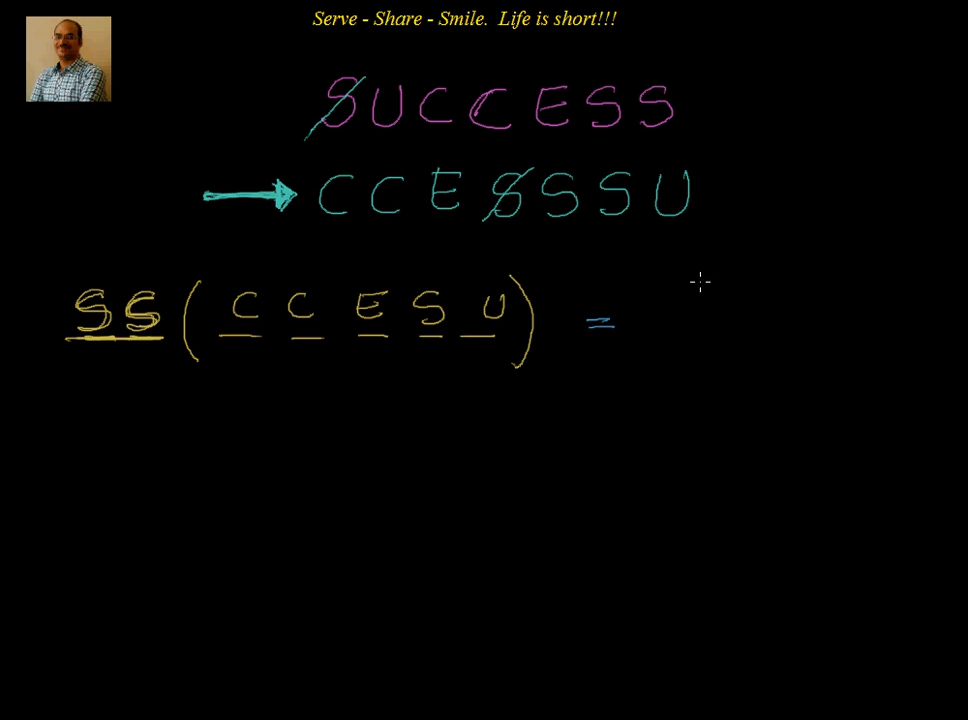 Serve - Share - Smile. Life is short!!!
SUCCESS
CCESSSU
SS ( C C E S U ) =